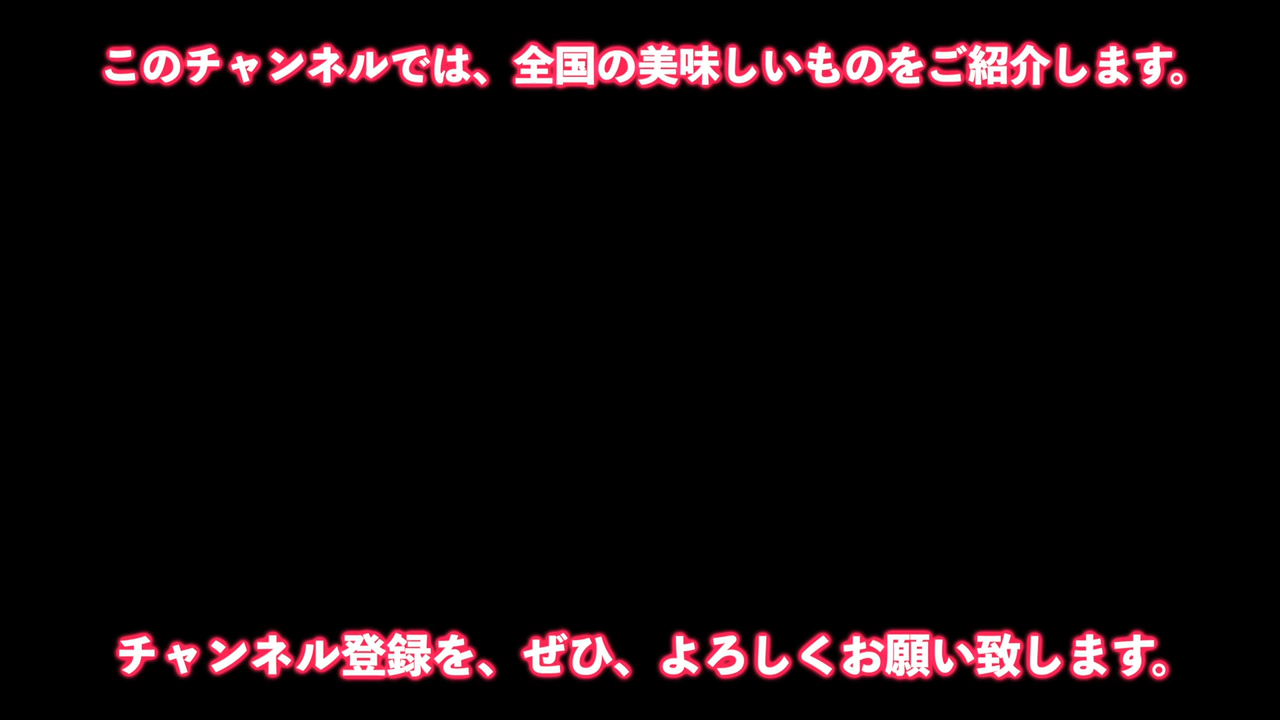 このチャンネルでは、全国の美味しいものをご紹介します。
チャンネル登録を、ぜひ、よろしくお願い致します。